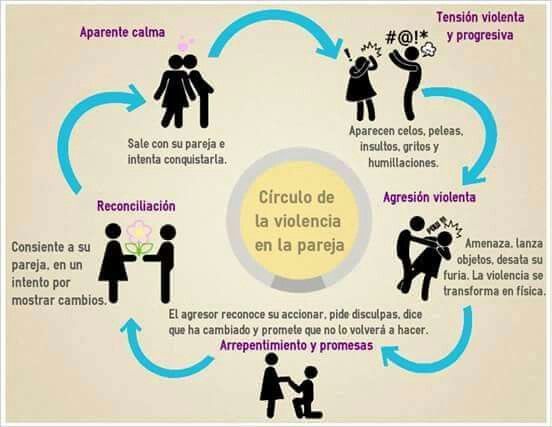 Aparente calma
Sale con su pareja e
intenta conquistarla.
#@!*
Tensión violenta
y progresiva
Aparecen celos, peleas,
insultos, gritos y
humillaciones.
Agresión violenta
Amenaza, lanza
objetos, desata su
furia. La violencia se
transforma en física.
El agresor reconoce su accionar, pide disculpas, dice
que ha cambiado y promete que no lo volverá a hacer.
Arrepentimiento y promesas
Reconciliación
Consiente a su
pareja, en un
intento por
mostrar cambios.
Círculo de
la violencia
en la pareja